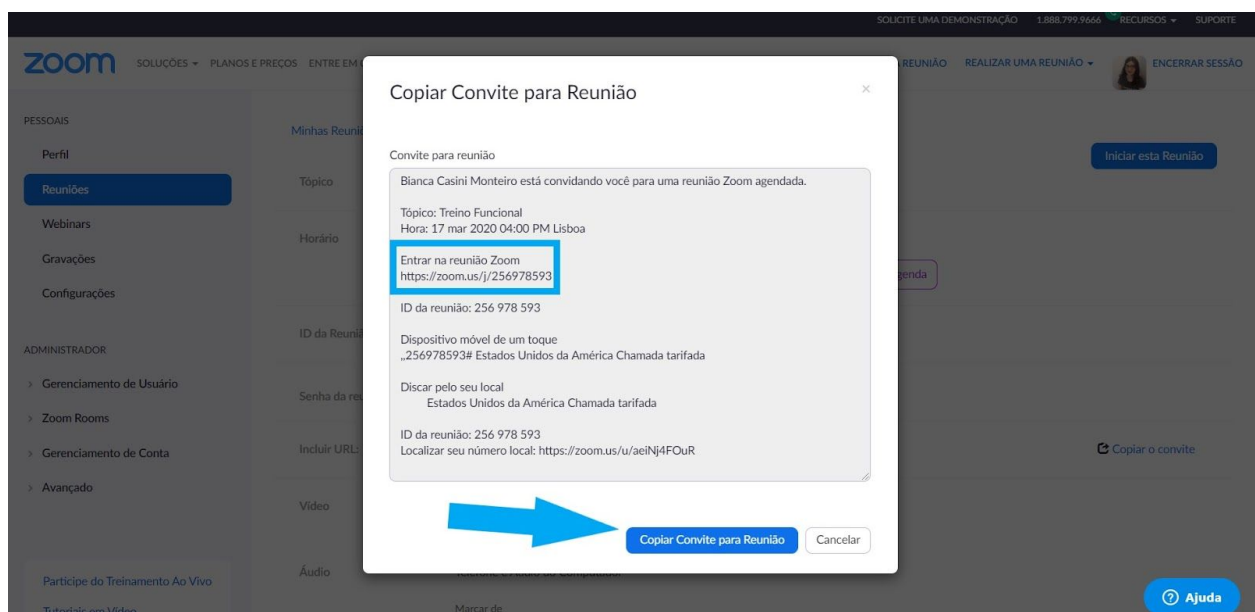 SOLICITE UMA DEMONSTRAÇÃO 1.888.799.9666 RECURSOS SUPORTE
zoom SOLUÇÕES PLANOS E PREÇOS ENTRE EM REUNIÃO REALIZAR UMA REUNIÃO ENCERRAR SESSÃO
PESSOAIS
Perfil
Reuniões
Webinars
Gravações
Configurações
ADMINISTRADOR
Gerenciamento de Usuário
Zoom Rooms
Gerenciamento de Conta
Avançado
Participe do Treinamento Ao Vivo
Tutoriais em Vídeo
Minhas
Iniciar esta Reunião
Tópico
Horário
ID da
Senha da
Incluir URL:
Copiar o convite
Vídeo
Áudio
Marcar de
Copiar Convite para Reunião
×
Convite para reunião
Bianca Casini Monteiro está convidando você para uma reunião Zoom agendada.
Tópico: Treino Funcional
Hora: 17 mar 2020 04:00 PM Lisboa
Entrar na reunião Zoom
https://zoom.us/j/256978593
ID da reunião: 256 978 593
Dispositivo móvel de um toque
,,256978593# Estados Unidos da América Chamada tarifada
Discar pelo seu local
Estados Unidos da América Chamada tarifada
ID da reunião: 256 978 593
Localizar seu número local: https://zoom.us/u/aeiNj4FOuR
Copiar Convite para Reunião
Cancelar
Ajuda